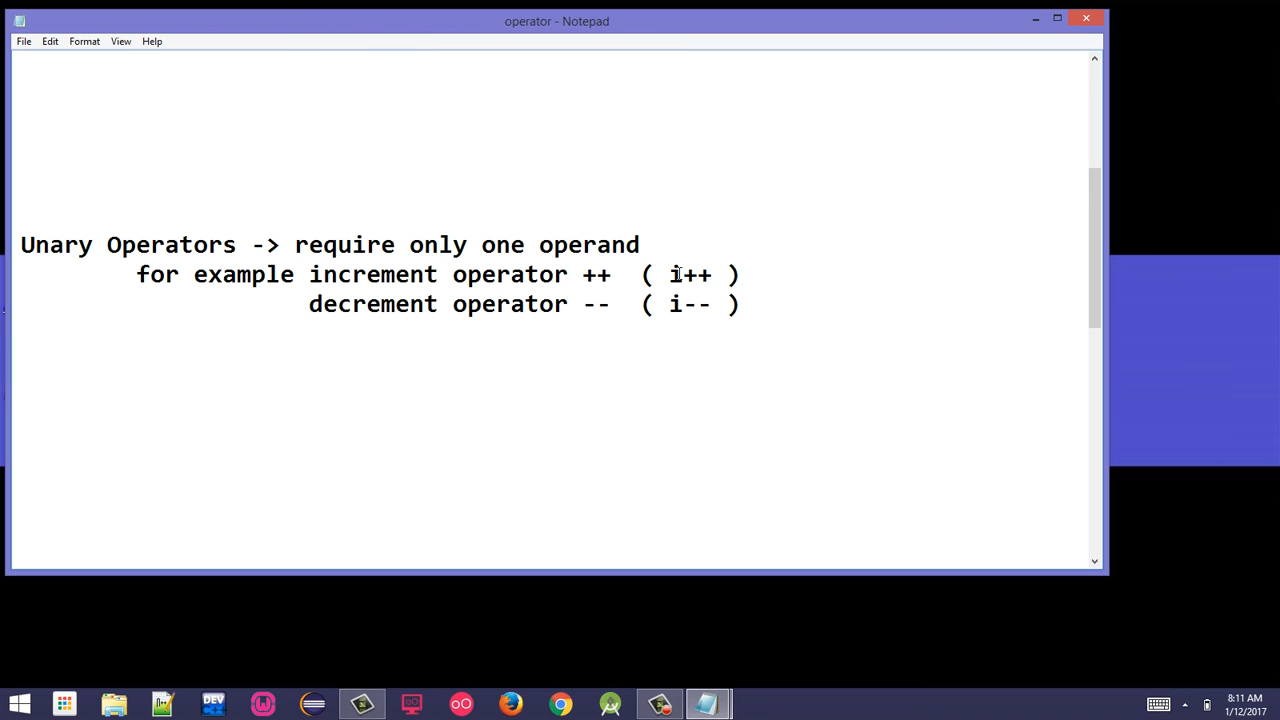 operator - Notepad
File Edit Format View Help
Unary Operators -> require only one operand
for example increment operator ++ ( i++ )
decrement operator -- ( i-- )
DEV
8:11 AM
1/12/2017